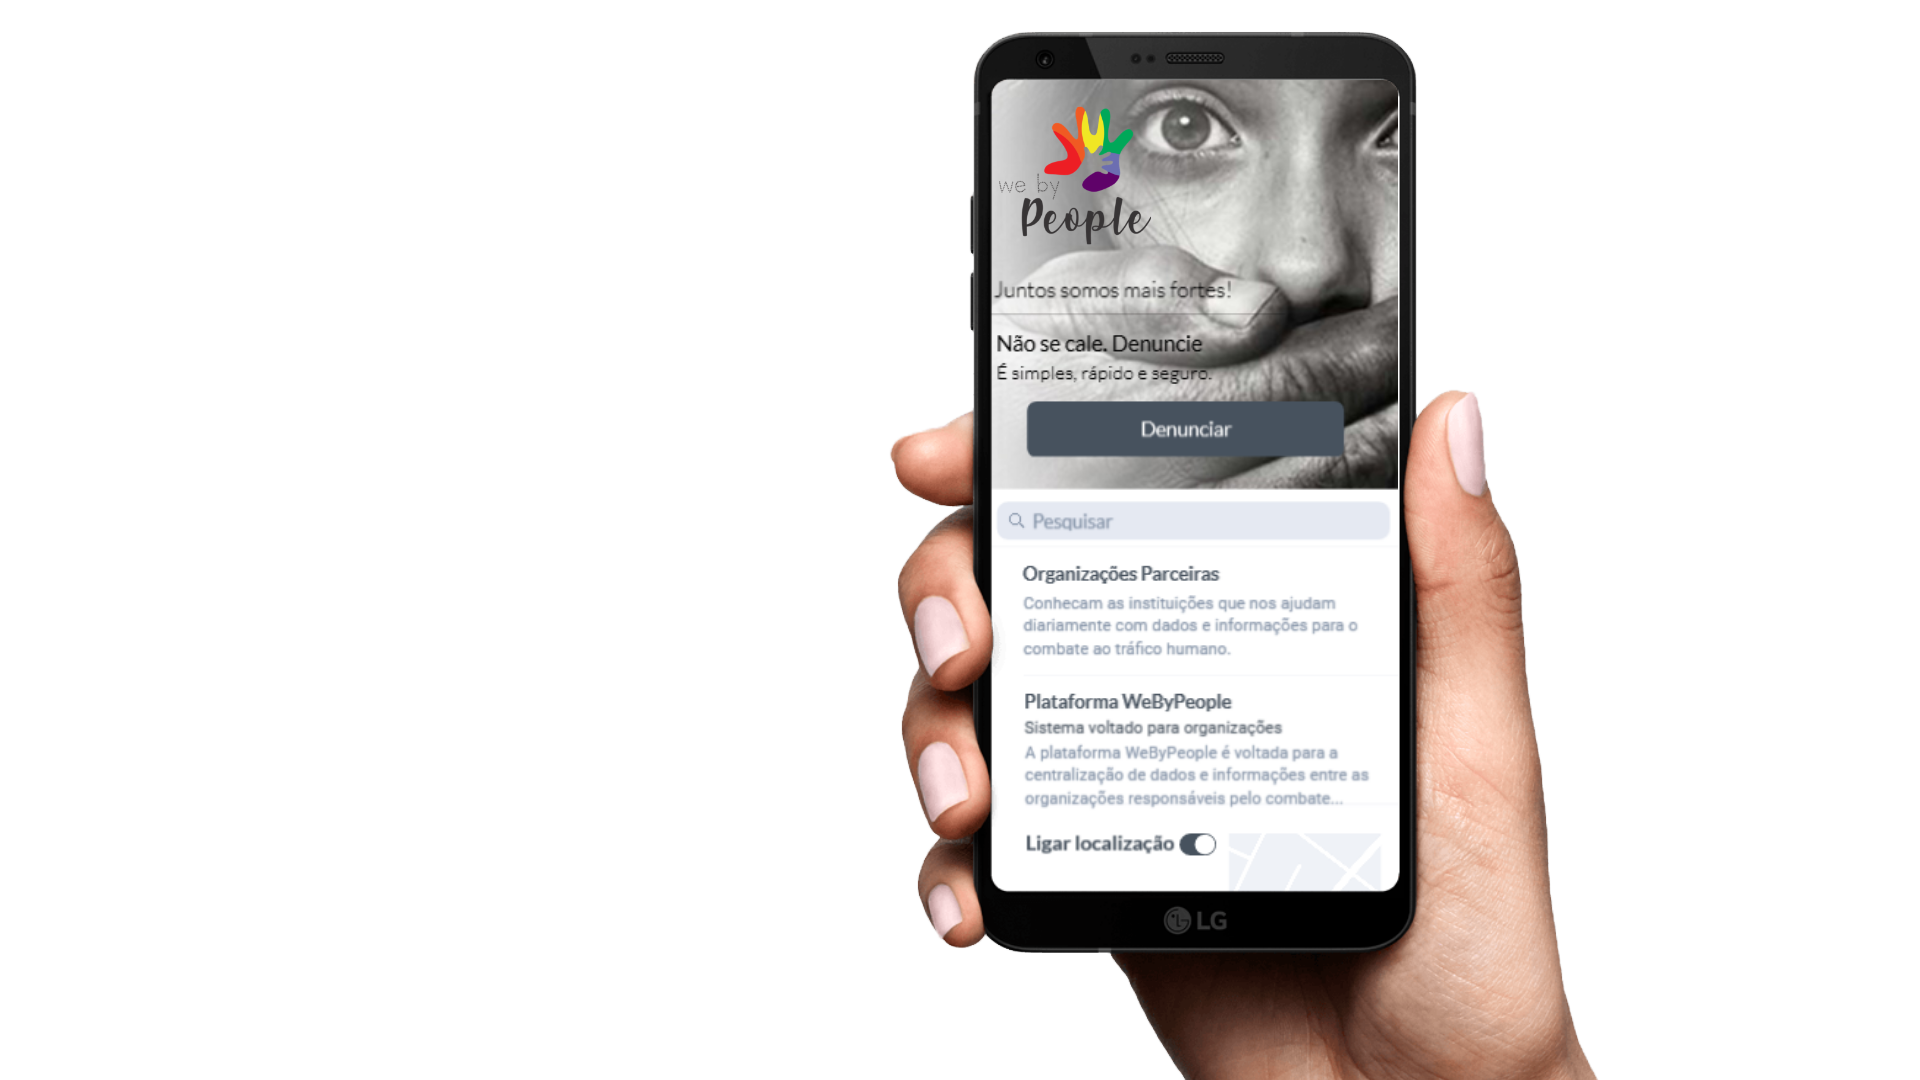 we by
People
Juntos somos mais fortes!
Não se cale. Denuncie
É simples, rápido e seguro.
Denunciar
Pesquisar
Organizações Parceiras
Conhecam as instituições que nos ajudam
diariamente com dados e informações para o
combate ao tráfico humano.
Plataforma WeByPeople
Sistema voltado para organizações
A plataforma WeByPeople é voltada para a
centralização de dados e informações entre as
organizações responsáveis pelo combate...
Ligar localização
LG